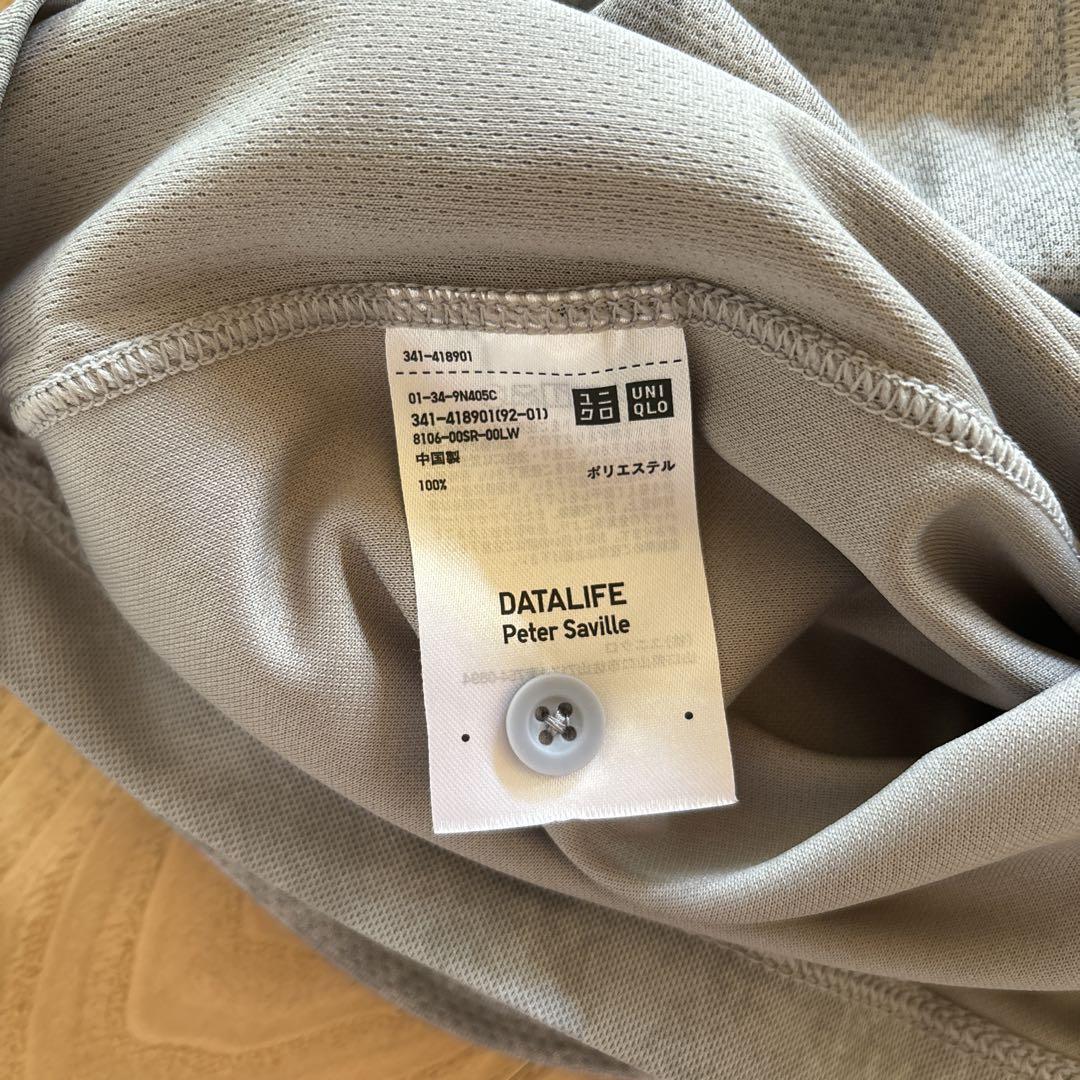 341-418901
01-34-9N405C
341-418901(92-01)
8106-00SR-00LW
中国製
100% ポリエステル
ユニクロ
UNIQLO
DATALIFE
Peter Saville